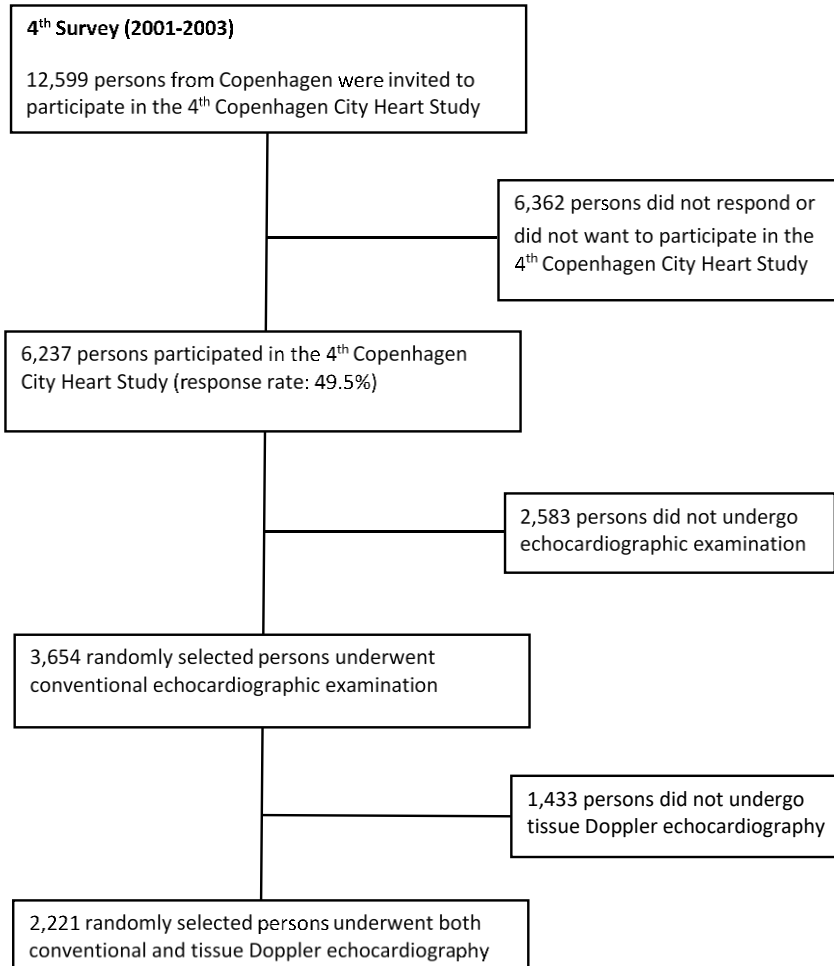 4th Survey (2001-2003)
12,599 persons from Copenhagen were invited to
participate in the 4th Copenhagen City Heart Study
6,362 persons did not respond or
did not want to participate in the
4th Copenhagen City Heart Study
6,237 persons participated in the 4th Copenhagen
City Heart Study (response rate: 49.5%)
2,583 persons did not undergo
echocardiographic examination
3,654 randomly selected persons underwent
conventional echocardiographic examination
1,433 persons did not undergo
tissue Doppler echocardiography
2,221 randomly selected persons underwent both
conventional and tissue Doppler echocardiography